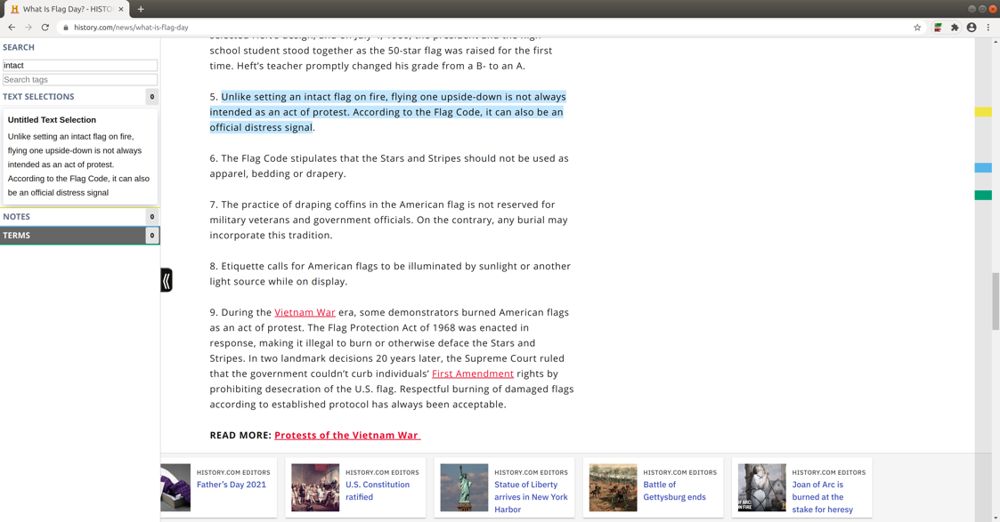 What Is Flag Day? - HISTO
history.com/news/what-is-flag-day
SEARCH
intact
Search tags
TEXT SELECTIONS 0
Untitled Text Selection
Unlike setting an intact flag on fire,
flying one upside-down is not always
intended as an act of protest.
According to the Flag Code, it can also
be an official distress signal
NOTES 0
TERMS 0
school student stood together as the 50-star flag was raised for the first
time. Heft's teacher promptly changed his grade from a B- to an A.
5. Unlike setting an intact flag on fire, flying one upside-down is not always
intended as an act of protest. According to the Flag Code, it can also be an
official distress signal.
6. The Flag Code stipulates that the Stars and Stripes should not be used as
apparel, bedding or drapery.
7. The practice of draping coffins in the American flag is not reserved for
military veterans and government officials. On the contrary, any burial may
incorporate this tradition.
8. Etiquette calls for American flags to be illuminated by sunlight or another
light source while on display.
9. During the Vietnam War era, some demonstrators burned American flags
as an act of protest. The Flag Protection Act of 1968 was enacted in
response, making it illegal to burn or otherwise deface the Stars and
Stripes. In two landmark decisions 20 years later, the Supreme Court ruled
that the government couldn't curb individuals' First Amendment rights by
prohibiting desecration of the U.S. flag. Respectful burning of damaged flags
according to established protocol has always been acceptable.
READ MORE: Protests of the Vietnam War
HISTORY.COM EDITORS
Father's Day 2021
HISTORY.COM EDITORS
U.S. Constitution
ratified
HISTORY.COM EDITORS
Statue of Liberty
arrives in New York
Harbor
HISTORY.COM EDITORS
Battle of
Gettysburg ends
HISTORY.COM EDITORS
Joan of Arc is
burned at the
stake for heresy